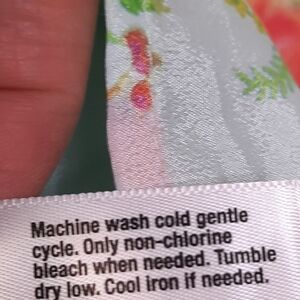 Machine wash cold gentle
cycle. Only non-chlorine
bleach when needed. Tumble
dry low. Cool iron if needed.